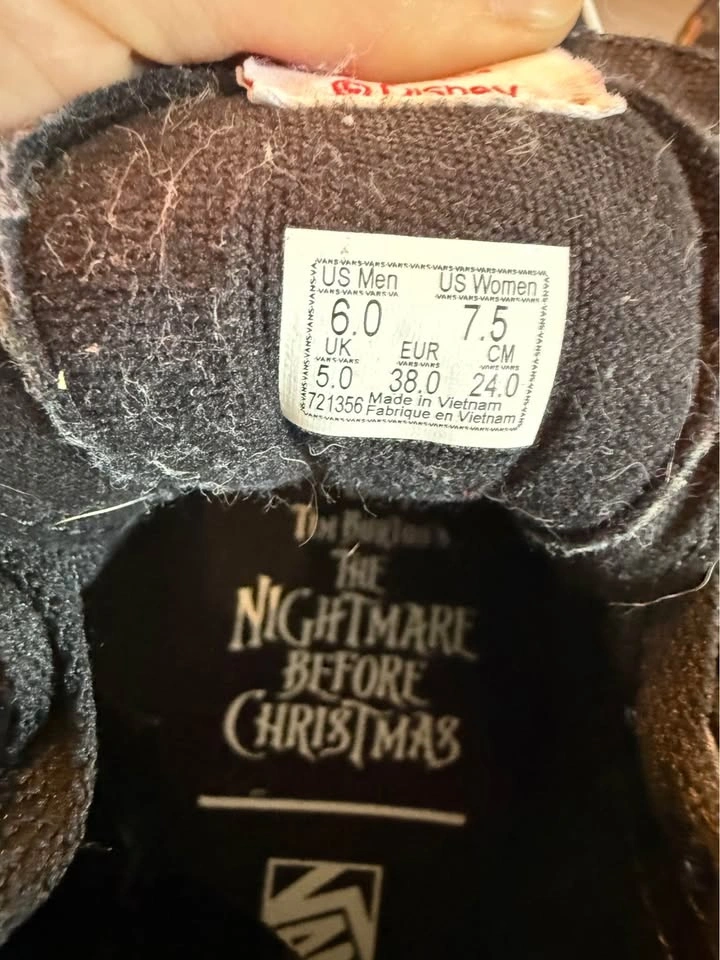 © Disney
US Men US Women
6.0 7.5
UK EUR CM
5.0 38.0 24.0
721356 Made in Vietnam
Fabrique en Vietnam
Tim Burton's
THE
NIGHTMARE
BEFORE
CHRISTMAS